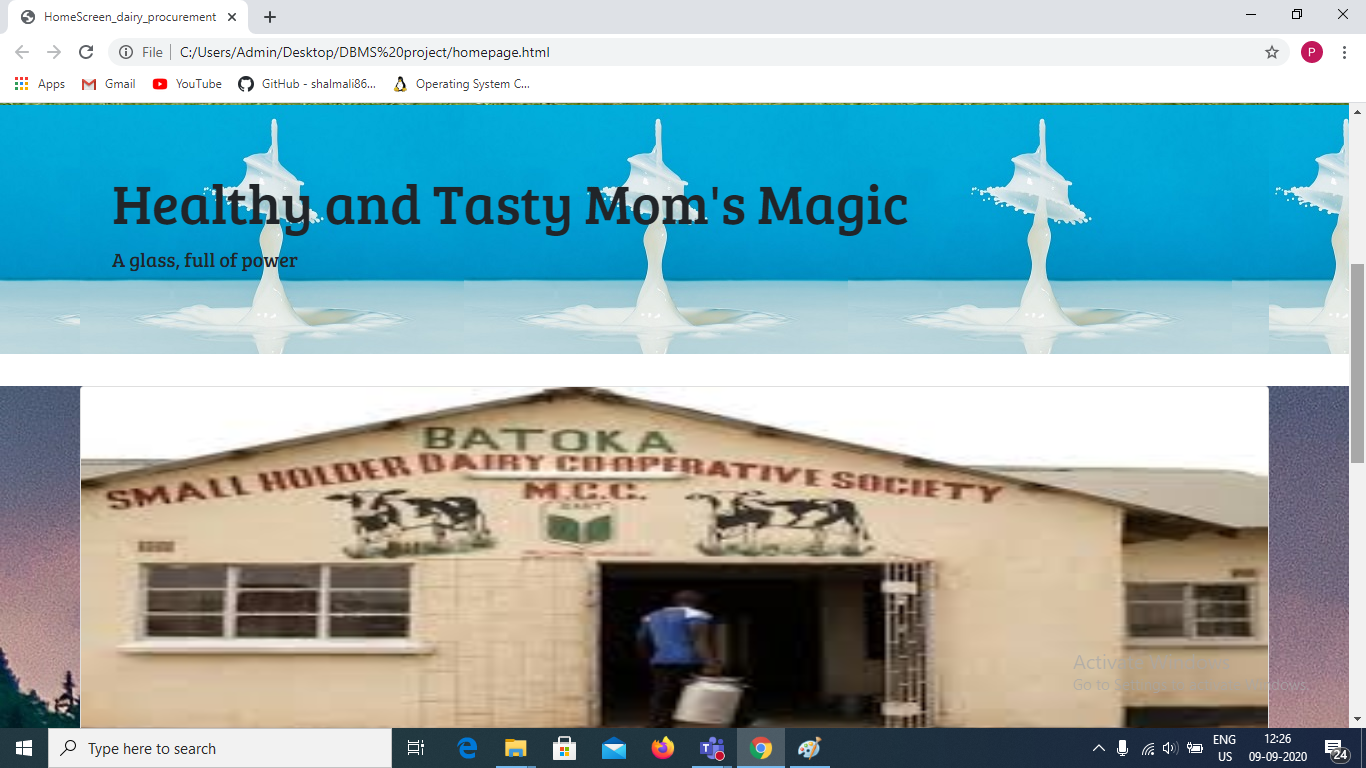 HomeScreen_dairy_procurement
File
C:/Users/Admin/Desktop/DBMS%20project/homepage.html
P
Apps
Gmail
YouTube
GitHub - shalmali86...
Operating System C...
Healthy and Tasty Mom's Magic
A glass, full of power
BATOKA
SMALL HOLDER DAIRY CO-OPERATIVE SOCIETY
M.C.C.
Activate Windows
Go to Settings to activate Windows.
Type here to search
ENG
US
12:26
09-09-2020
24